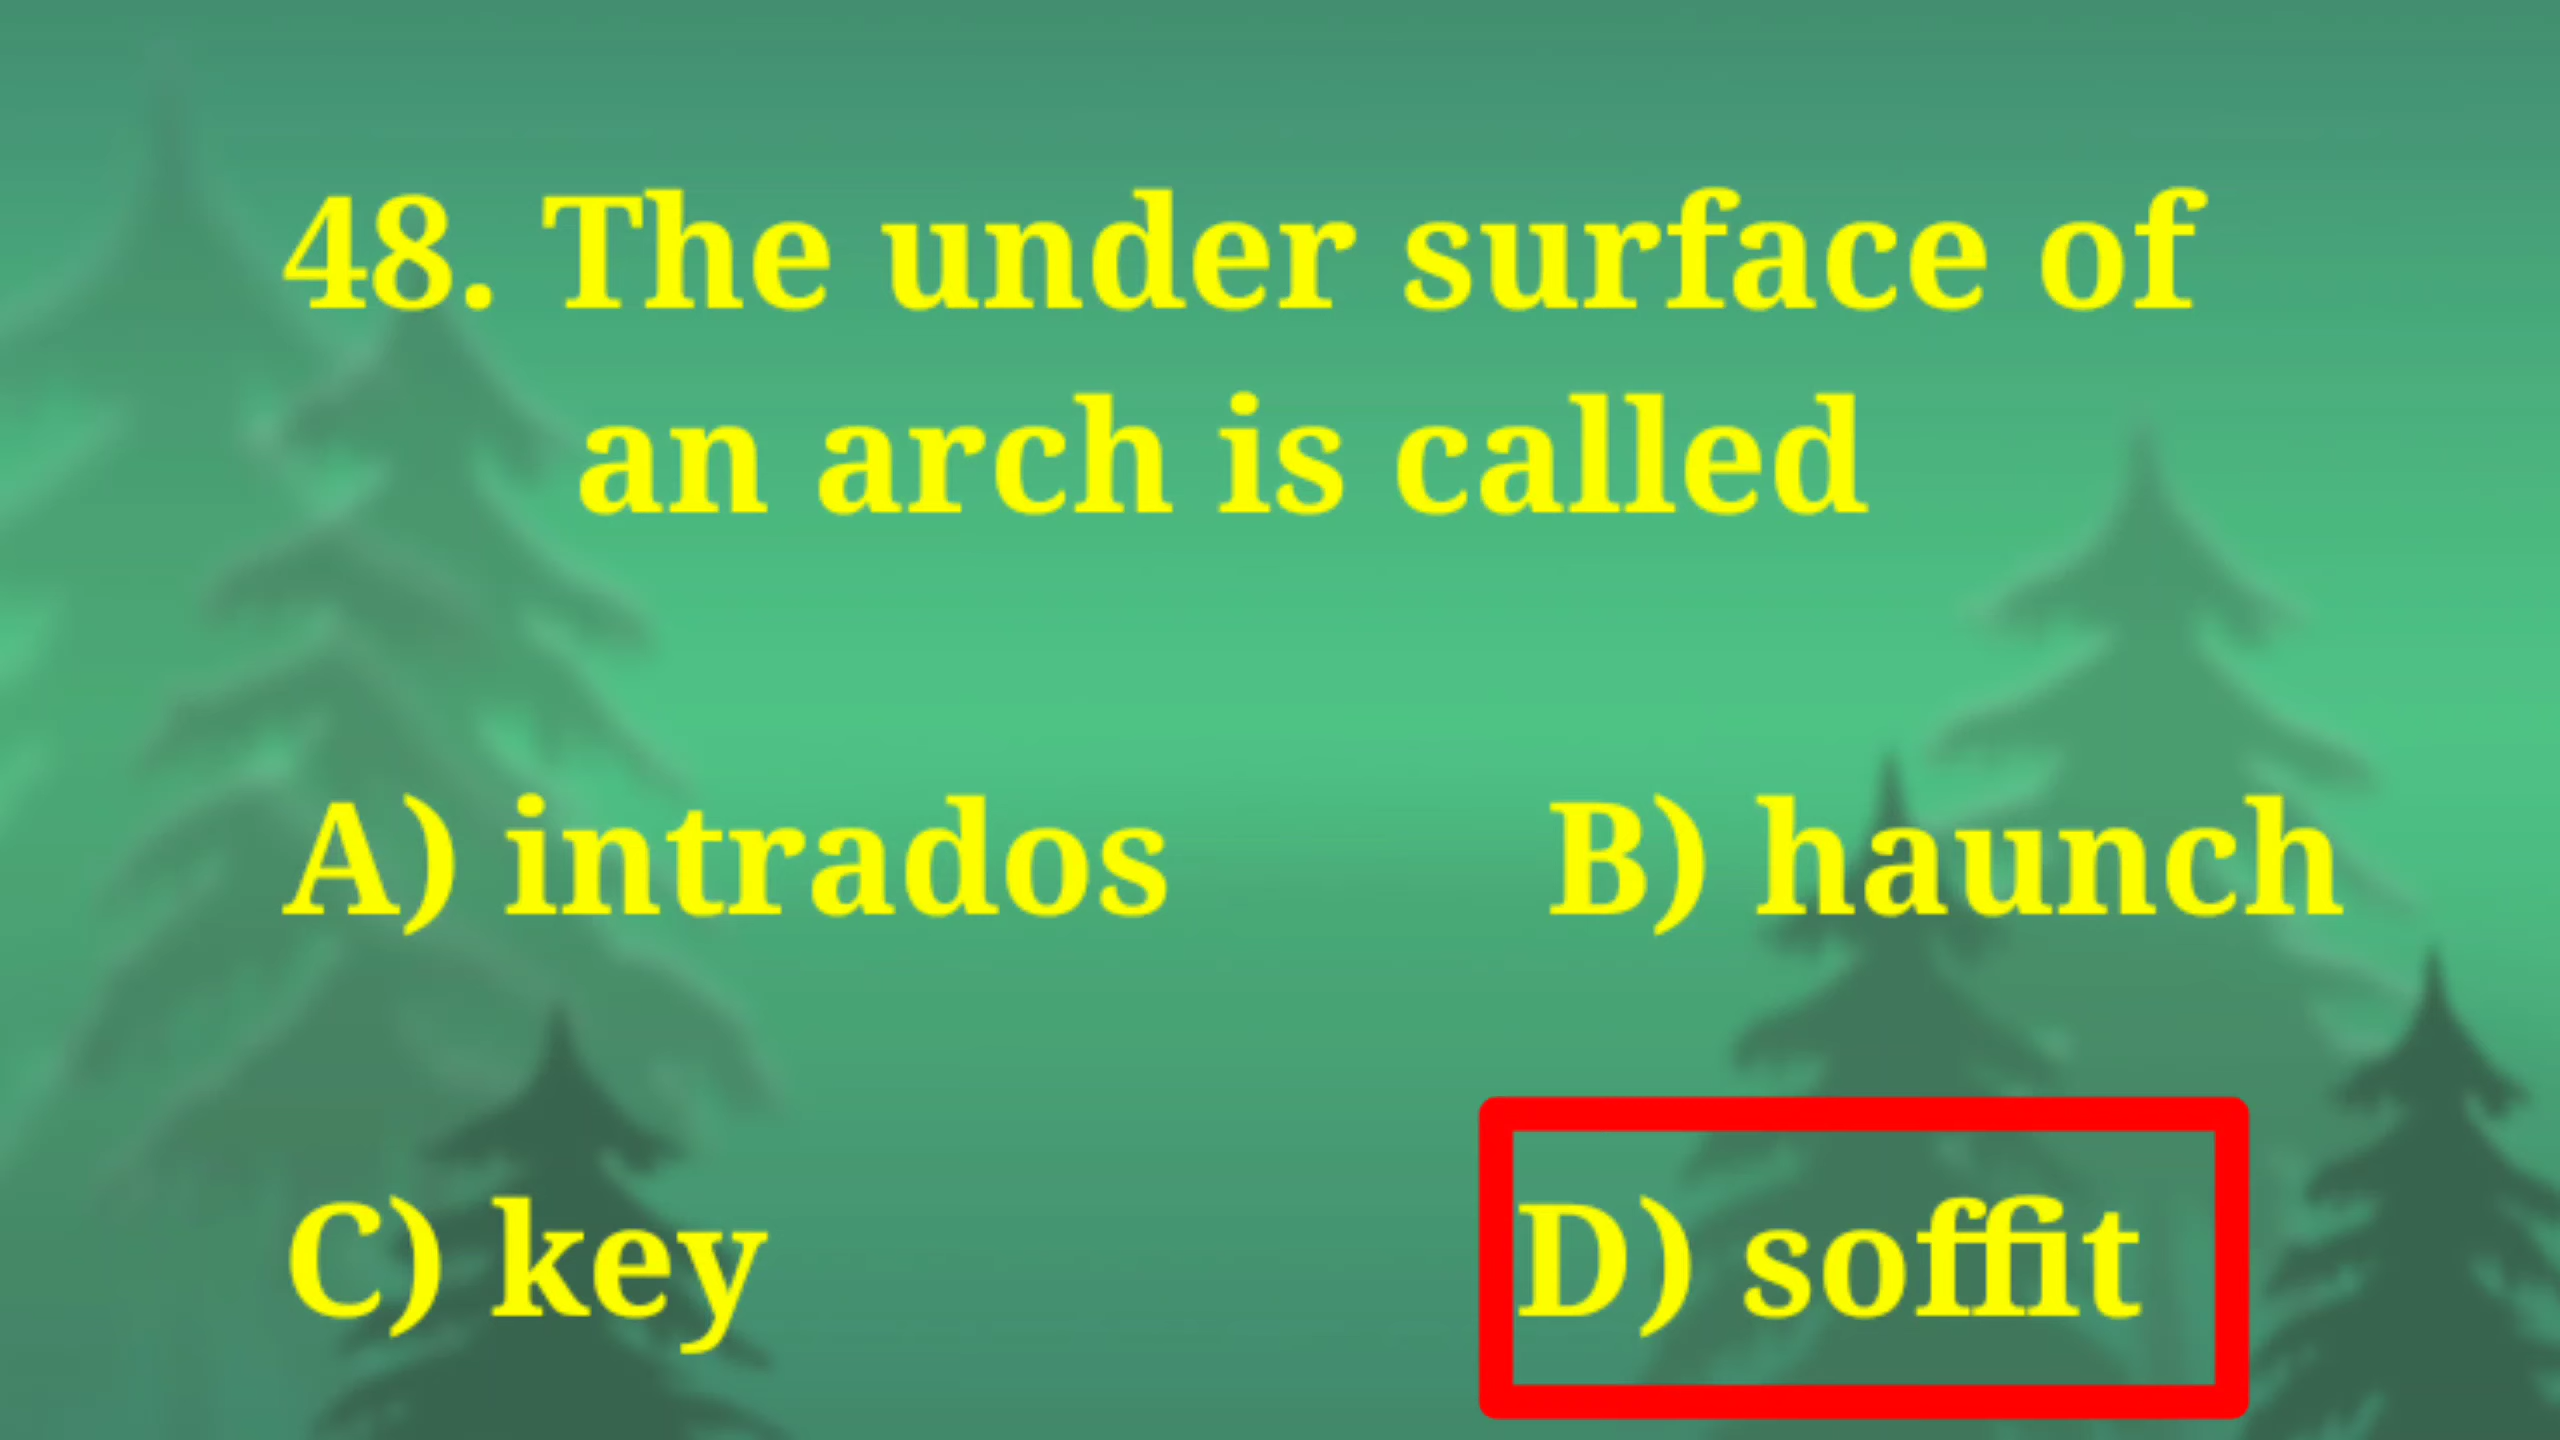 48. The under surface of
an arch is called
A) intrados B) haunch
C) key D) soffit